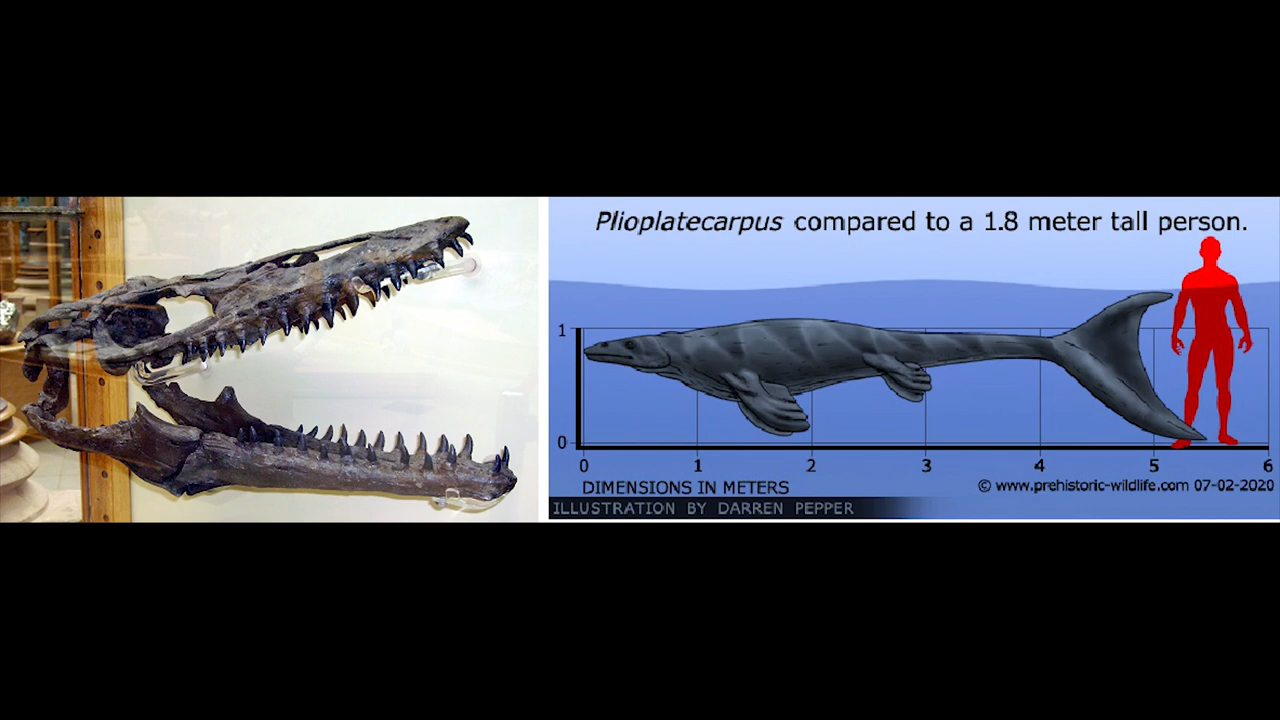 Plioplatecarpus compared to a 1.8 meter tall person.
1
0
0 1 2 3 4 5 6
DIMENSIONS IN METERS
© www.prehistoric-wildlife.com 07-02-2020
ILLUSTRATION BY DARREN PEPPER